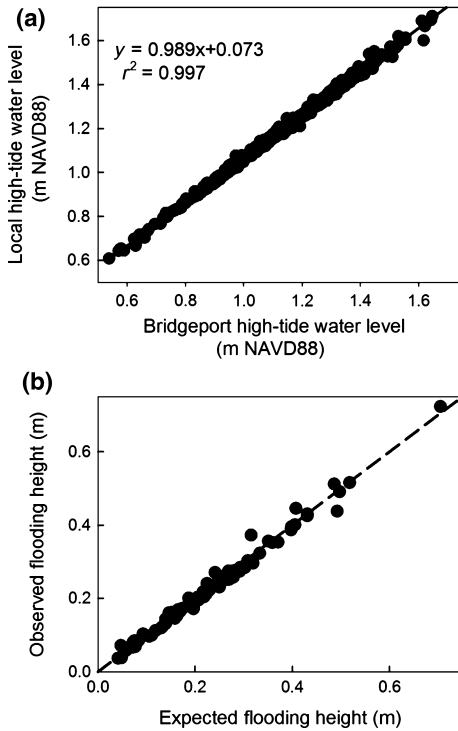 (a)
y = 0.989x+0.073
r² = 0.997
Local high-tide water level
(m NAVD88)
1.6
1.4
1.2
1.0
0.8
0.6
0.6 0.8 1.0 1.2 1.4 1.6
Bridgeport high-tide water level
(m NAVD88)
(b)
Observed flooding height (m)
0.6
0.4
0.2
0.0
0.0 0.2 0.4 0.6
Expected flooding height (m)